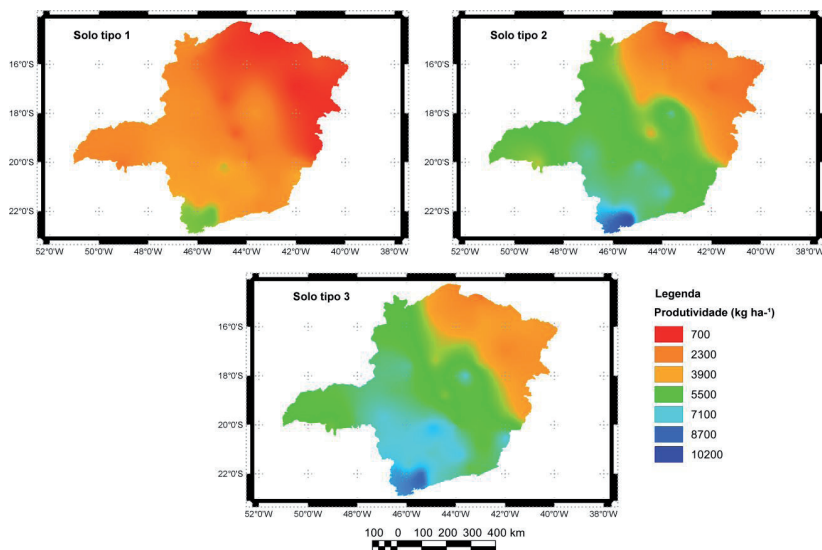 Solo tipo 1
16°0'S
18°0'S
20°0'S
22°0'S
52°0'W 50°0'W 48°0'W 46°0'W 44°0'W 42°0'W 40°0'W 38°0'W
Solo tipo 2
16°0'S
18°0'S
20°0'S
22°0'S
52°0'W 50°0'W 48°0'W 46°0'W 44°0'W 42°0'W 40°0'W 38°0'W
Solo tipo 3
16°0'S
18°0'S
20°0'S
22°0'S
52°0'W 50°0'W 48°0'W 46°0'W 44°0'W 42°0'W 40°0'W 38°0'W
Legenda
Produtividade (kg ha-¹)
700
2300
3900
5500
7100
8700
10200
100 0 100 200 300 400 km